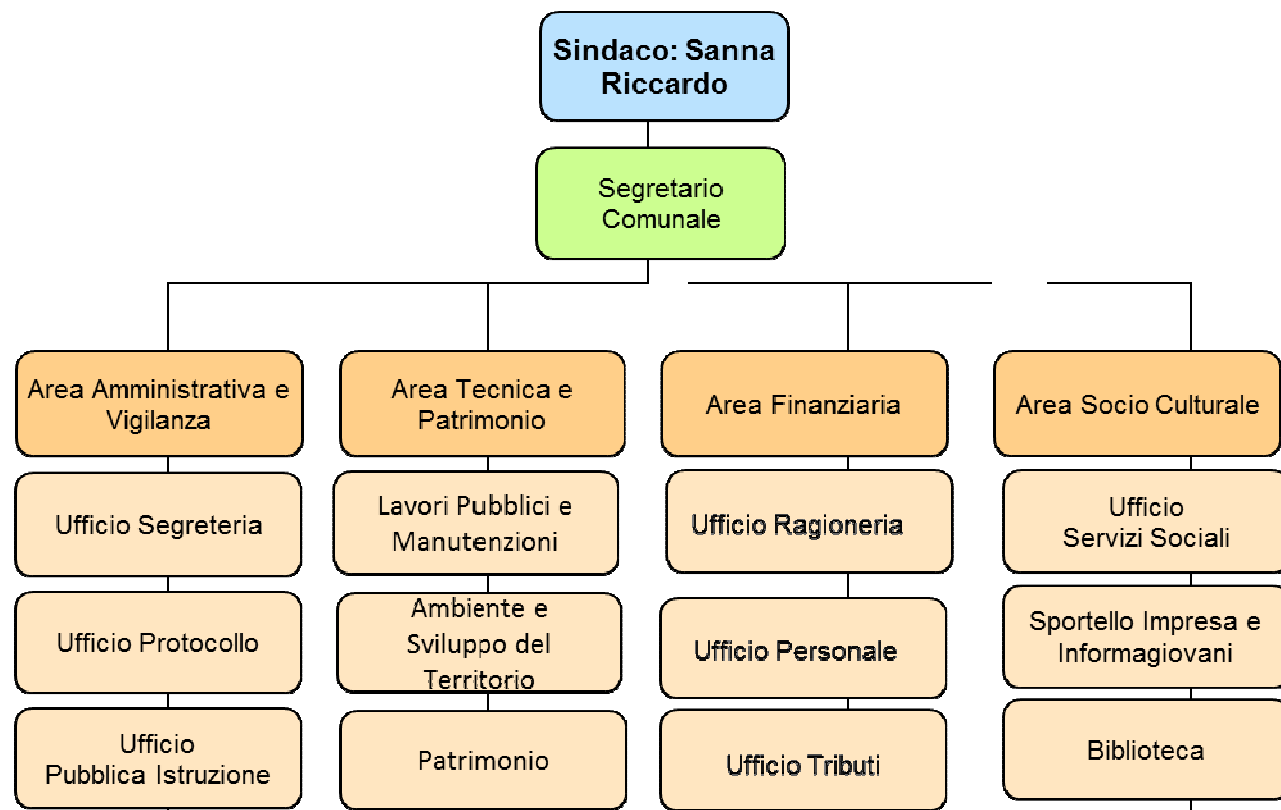 Sindaco: Sanna
Riccardo
Segretario
Comunale
Area Amministrativa e
Vigilanza
Area Tecnica e
Patrimonio
Area Finanziaria
Area Socio Culturale
Ufficio Segreteria
Lavori Pubblici e
Manutenzioni
Ufficio Ragioneria
Ufficio
Servizi Sociali
Ufficio Protocollo
Ambiente e
Sviluppo del
Territorio
Ufficio Personale
Sportello Impresa e
Informagiovani
Ufficio
Pubblica Istruzione
Patrimonio
Ufficio Tributi
Biblioteca